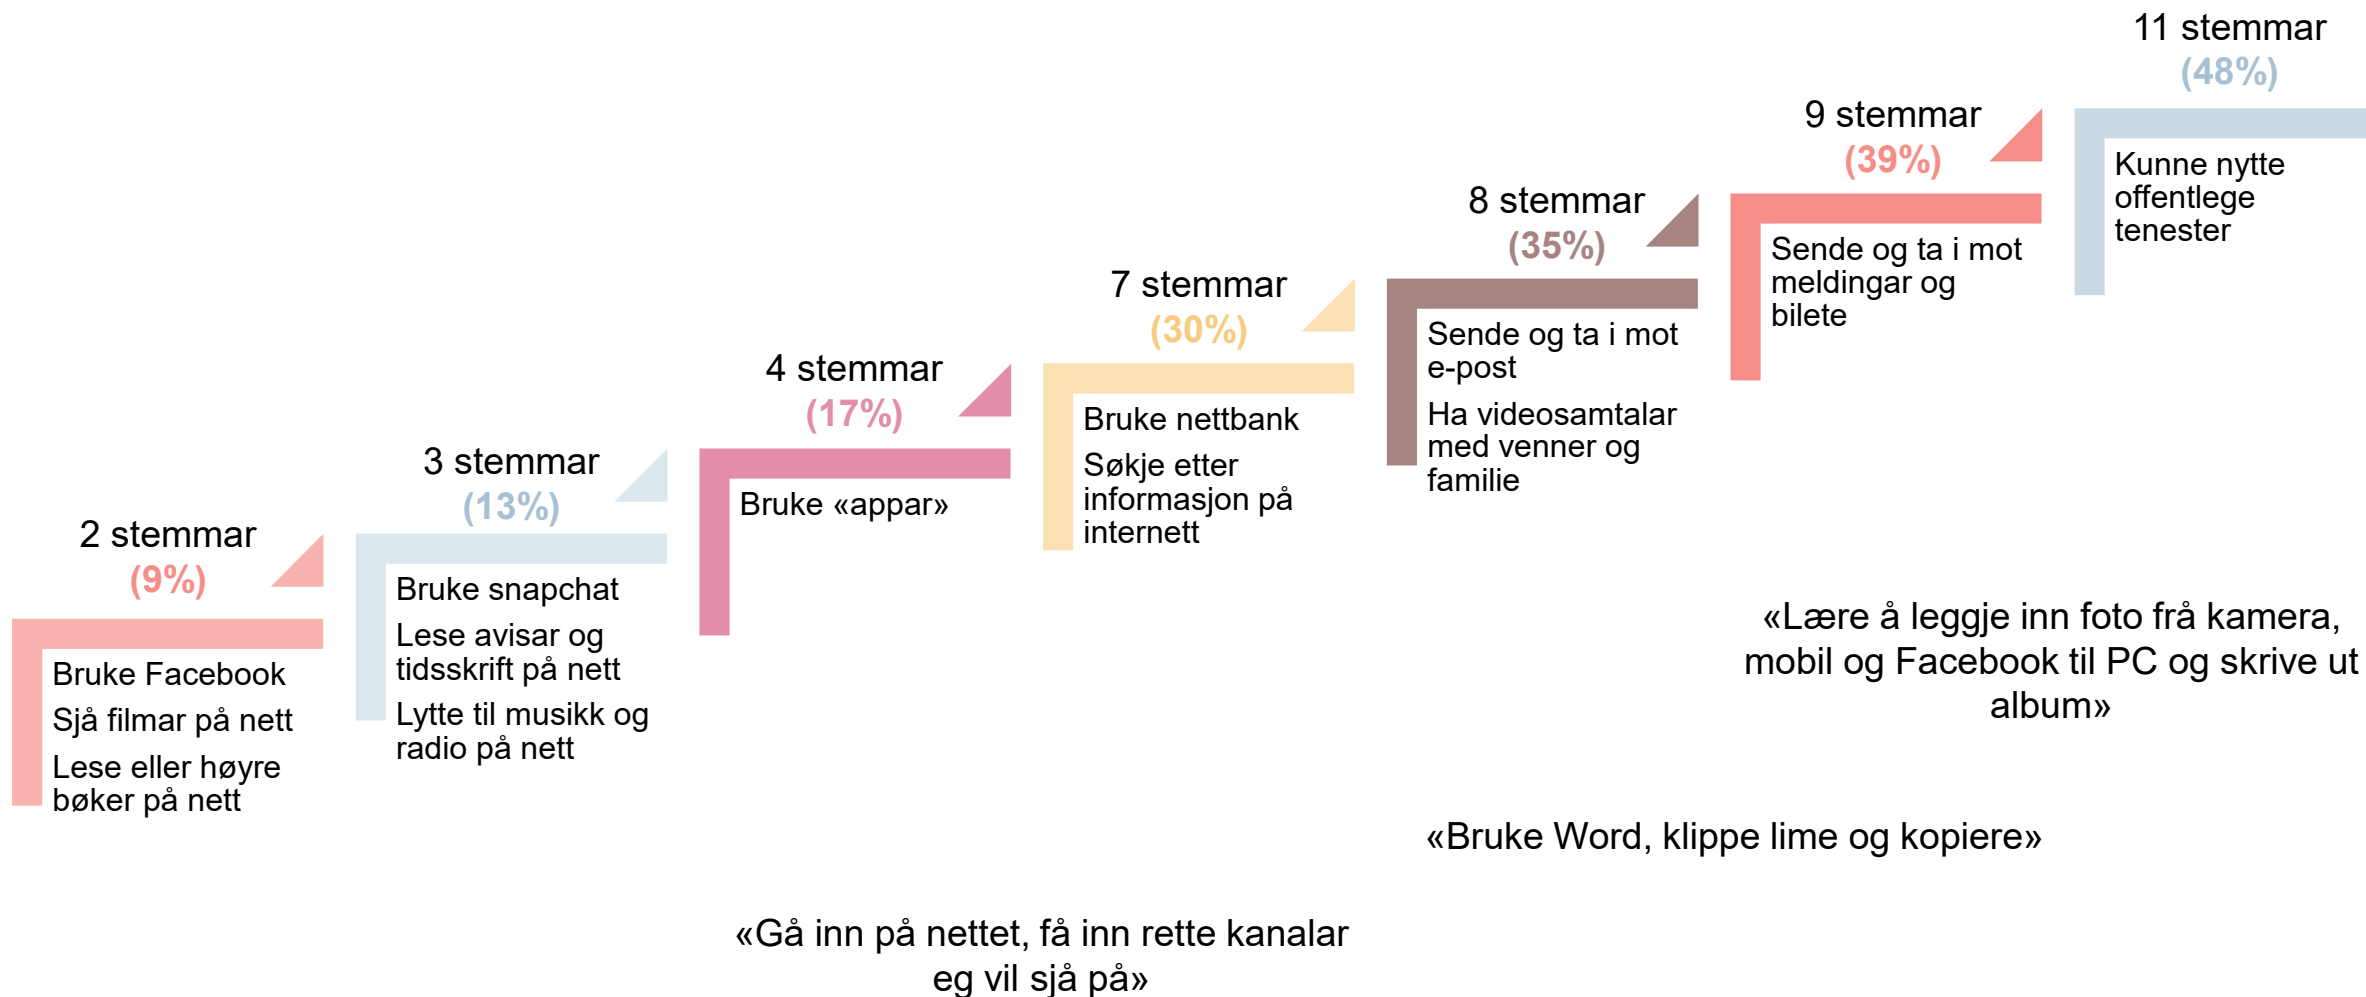 2 stemmar
(9%)
Bruke Facebook
Sjå filmar på nett
Lese eller høyre
bøker på nett
3 stemmar
(13%)
Bruke snapchat
Lese avisar og
tidsskrift på nett
Lytte til musikk og
radio på nett
4 stemmar
(17%)
Bruke «appar»
7 stemmar
(30%)
Bruke nettbank
Søkje etter
informasjon på
internett
8 stemmar
(35%)
Sende og ta i mot
e-post
Ha videosamtalar
med venner og
familie
9 stemmar
(39%)
Sende og ta i mot
meldingar og
bilete
11 stemmar
(48%)
Kunne nytte
offentlege
tenester
«Lære å leggje inn foto frå kamera,
mobil og Facebook til PC og skrive ut
album»
«Bruke Word, klippe lime og kopiere»
«Gå inn på nettet, få inn rette kanalar
eg vil sjå på»